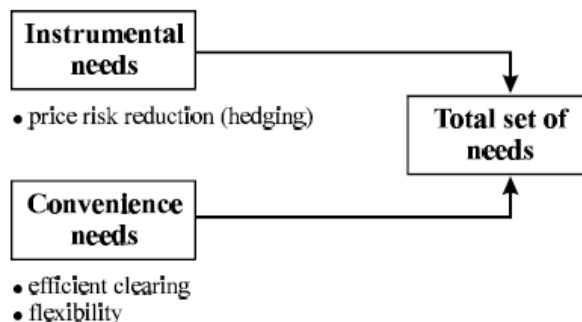 Instrumental
needs
• price risk reduction (hedging)
Total set of
needs
Convenience
needs
• efficient clearing
• flexibility